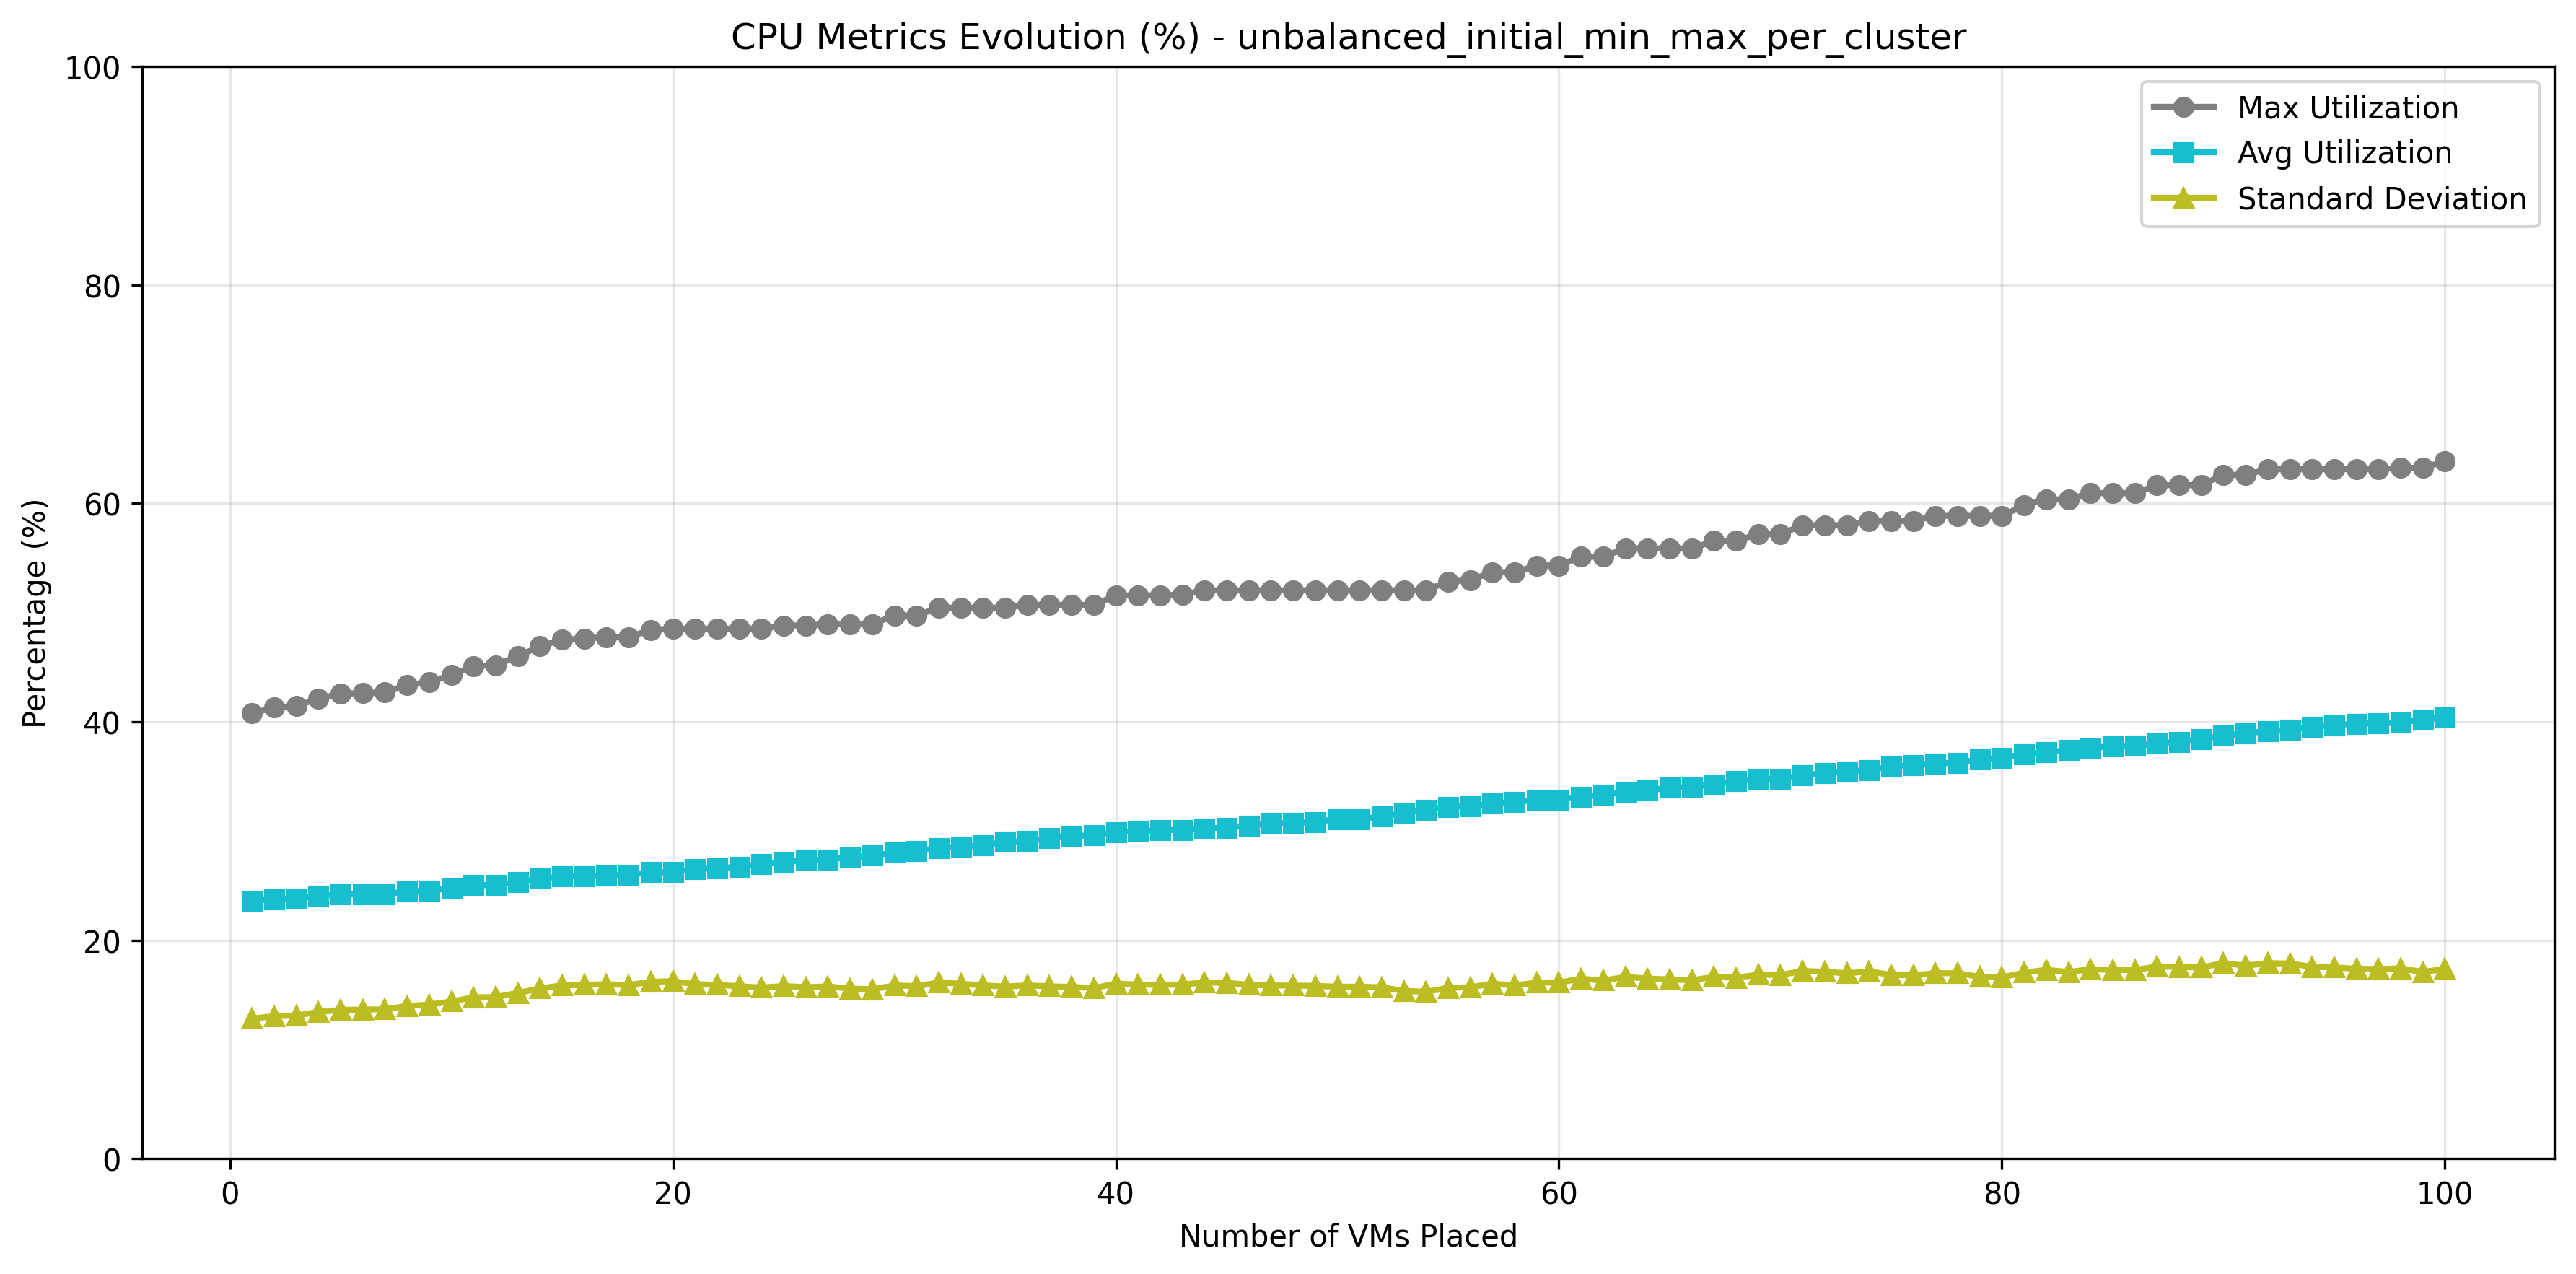 CPU Metrics Evolution (%) - unbalanced_initial_min_max_per_cluster
100
80
60
40
20
0
Percentage (%)
Max Utilization
Avg Utilization
Standard Deviation
0 20 40 60 80 100
Number of VMs Placed